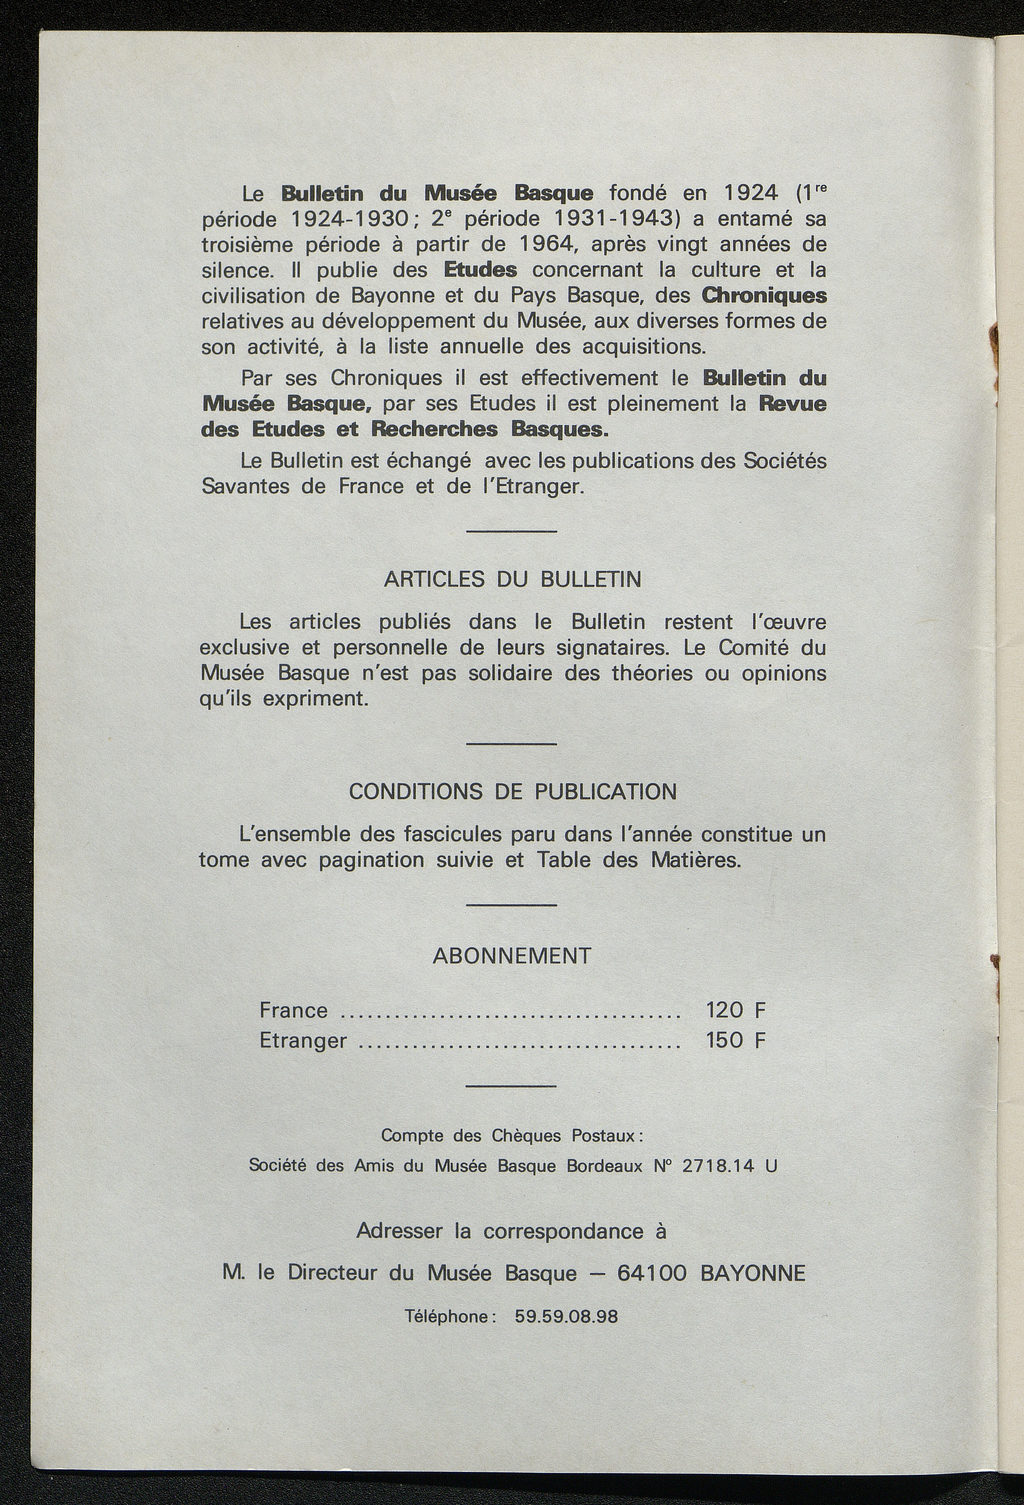 Le Bulletin du Musée Basque fondé en 1924 (1re
période 1924-1930; 2e période 1931-1943) a entamé sa
troisième période à partir de 1964, après vingt années de
silence. Il publie des Etudes concernant la culture et la
civilisation de Bayonne et du Pays Basque, des Chroniques
relatives au développement du Musée, aux diverses formes de
son activité, à la liste annuelle des acquisitions.
Par ses Chroniques il est effectivement le Bulletin du
Musée Basque, par ses Etudes il est pleinement la Revue
des Etudes et Recherches Basques.
Le Bulletin est échangé avec les publications des Sociétés
Savantes de France et de l'Etranger.
ARTICLES DU BULLETIN
Les articles publiés dans le Bulletin restent l'œuvre
exclusive et personnelle de leurs signataires. Le Comité du
Musée Basque n'est pas solidaire des théories ou opinions
qu'ils expriment.
CONDITIONS DE PUBLICATION
L'ensemble des fascicules paru dans l'année constitue un
tome avec pagination suivie et Table des Matières.
ABONNEMENT
France ...................................... 120 F
Etranger .................................... 150 F
Compte des Chèques Postaux:
Société des Amis du Musée Basque Bordeaux N° 2718.14 U
Adresser la correspondance à
M. le Directeur du Musée Basque — 64100 BAYONNE
Téléphone: 59.59.08.98